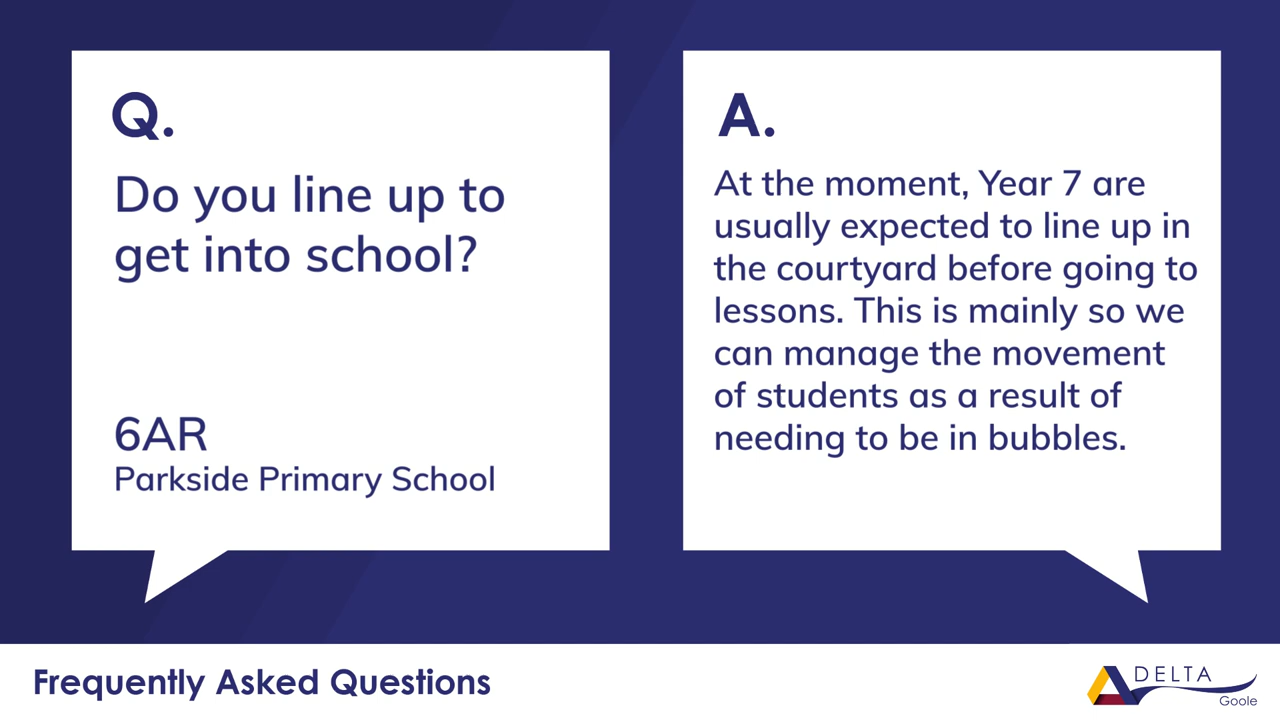 Q.
Do you line up to
get into school?
6AR
Parkside Primary School
A.
At the moment, Year 7 are
usually expected to line up in
the courtyard before going to
lessons. This is mainly so we
can manage the movement
of students as a result of
needing to be in bubbles.
Frequently Asked Questions
DELTA
Goole